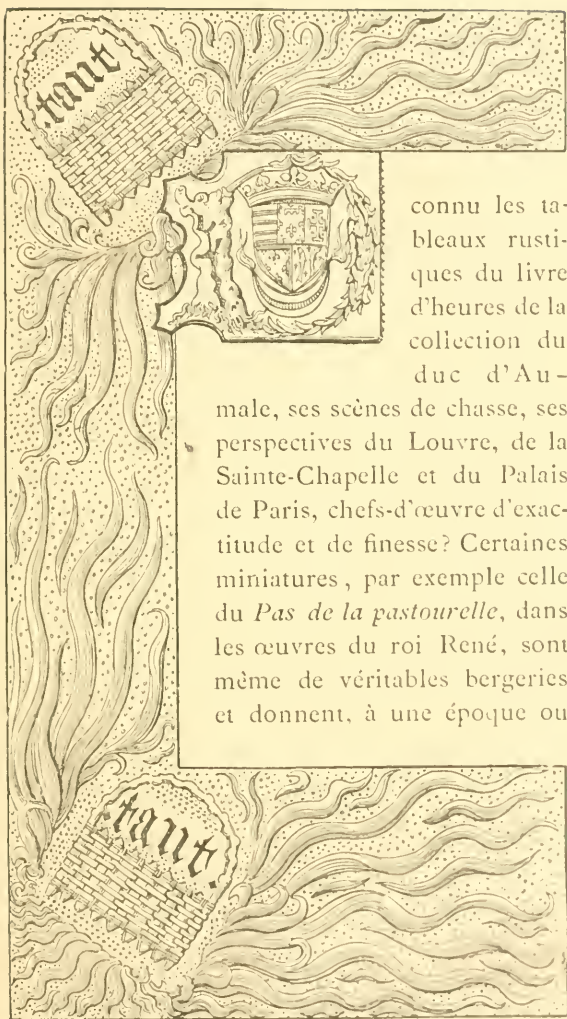 .tant.
connu les ta-
bleaux rusti-
ques du livre
d'heures de la
collection du
duc d'Au-
male, ses scènes de chasse, ses
perspectives du Louvre, de la
Sainte-Chapelle et du Palais
de Paris, chefs-d'œuvre d'exac-
titude et de finesse? Certaines
miniatures, par exemple celle
du Pas de la pastourelle, dans
les œuvres du roi René, sont
même de véritables bergeries
et donnent, à une époque ou
.tant.